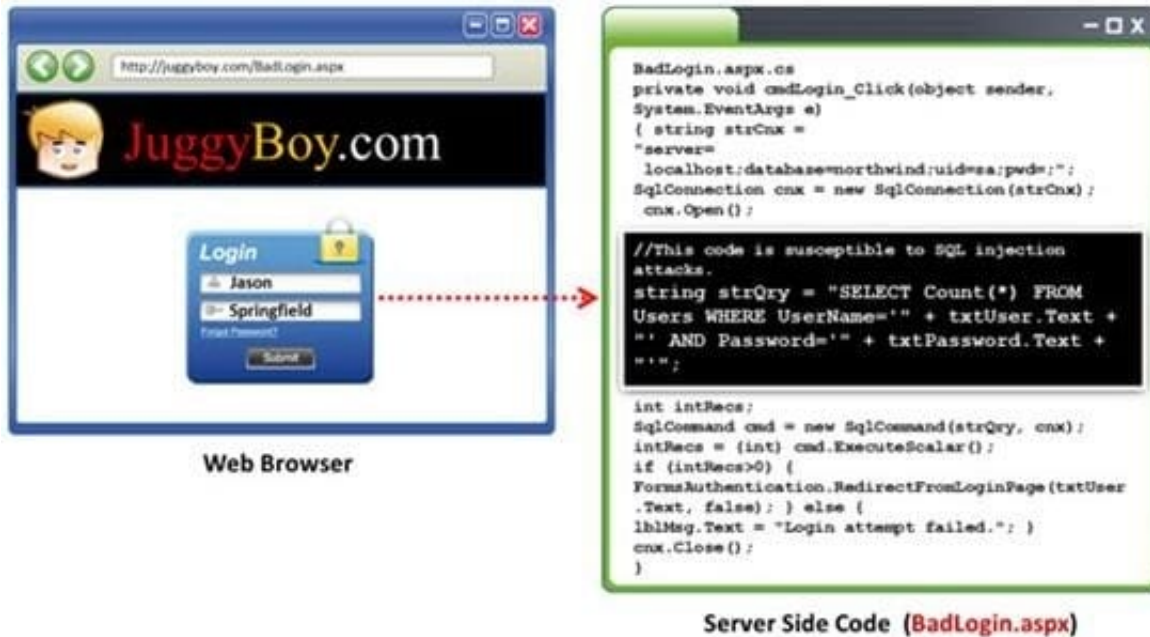 http://juggyboy.com/BadLogin.aspx
JuggyBoy.com
Login
Jason
Springfield
Forgot Password?
Submit
Web Browser
BadLogin.aspx.cs
private void cmdLogin_Click(object sender,
System.EventArgs e)
{ string strCnx =
"server=
localhost;database=northwind;uid=sa;pwd=;";
SqlConnection cnx = new SqlConnection(strCnx);
cnx.Open();
//This code is susceptible to SQL injection
attacks.
string strQry = "SELECT Count(*) FROM
Users WHERE UserName='" + txtUser.Text +
"' AND Password='" + txtPassword.Text +
"'";
int intRecs;
SqlCommand cmd = new SqlCommand(strQry, cnx);
intRecs = (int) cmd.ExecuteScalar();
if (intRecs>0) {
FormsAuthentication.RedirectFromLoginPage(txtUser
.Text, false); } else {
lblMsg.Text = "Login attempt failed."; }
cnx.Close();
}
Server Side Code (BadLogin.aspx)